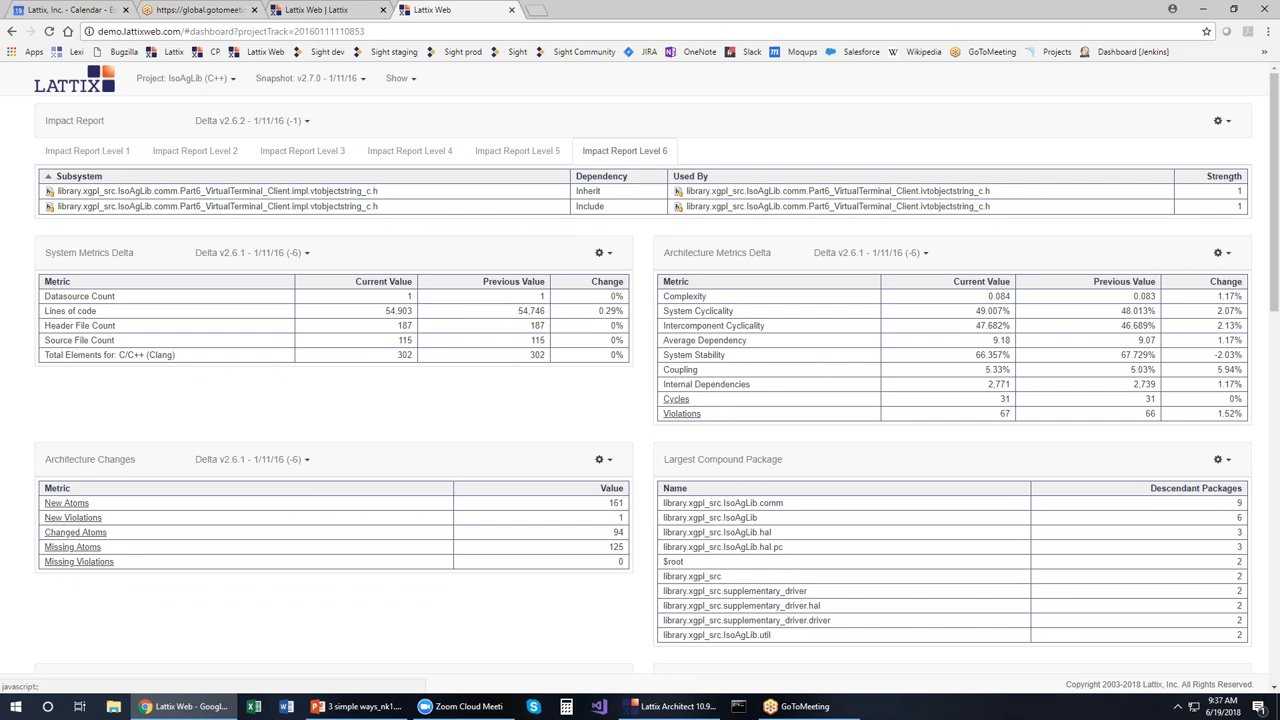 Lattix, Inc. - Calendar - Ev
https://global.gotomeeti
Lattix Web | Lattix
Lattix Web
demo.lattixweb.com/#dashboard?projectTrack=20160111110853
Apps Lexi Bugzilla Lattix CP Lattix Web Sight dev Sight staging Sight prod Sight Sight Community JIRA OneNote Slack Moqups Salesforce Wikipedia GoToMeeting Projects Dashboard [Jenkins] »
LATTIX Project: IsoAgLib (C++) Snapshot: v2.7.0 - 1/11/16 Show
Impact Report Delta v2.6.2 - 1/11/16 (-1)
Impact Report Level 1 Impact Report Level 2 Impact Report Level 3 Impact Report Level 4 Impact Report Level 5 Impact Report Level 6
Subsystem Dependency Used By Strength
library.xgpl_src.IsoAgLib.comm.Part6_VirtualTerminal_Client.impl.vtobjectstring_c.h Inherit library.xgpl_src.IsoAgLib.comm.Part6_VirtualTerminal_Client.ivtobjectstring_c.h 1
library.xgpl_src.IsoAgLib.comm.Part6_VirtualTerminal_Client.impl.vtobjectstring_c.h Include library.xgpl_src.IsoAgLib.comm.Part6_VirtualTerminal_Client.ivtobjectstring_c.h 1
System Metrics Delta Delta v2.6.1 - 1/11/16 (-6)
Metric Current Value Previous Value Change
Datasource Count 1 1 0%
Lines of code 54,903 54,746 0.29%
Header File Count 187 187 0%
Source File Count 115 115 0%
Total Elements for: C/C++ (Clang) 302 302 0%
Architecture Metrics Delta Delta v2.6.1 - 1/11/16 (-6)
Metric Current Value Previous Value Change
Complexity 0.084 0.083 1.17%
System Cyclicality 49.007% 48.013% 2.07%
Intercomponent Cyclicality 47.682% 46.689% 2.13%
Average Dependency 9.18 9.07 1.17%
System Stability 66.357% 67.729% -2.03%
Coupling 5.33% 5.03% 5.94%
Internal Dependencies 2,771 2,739 1.17%
Cycles 31 31 0%
Violations 67 66 1.52%
Architecture Changes Delta v2.6.1 - 1/11/16 (-6)
Metric Value
New Atoms 161
New Violations 1
Changed Atoms 94
Missing Atoms 125
Missing Violations 0
Largest Compound Package
Name Descendant Packages
library.xgpl_src.IsoAgLib.comm 9
library.xgpl_src.IsoAgLib 6
library.xgpl_src.IsoAgLib.hal 3
library.xgpl_src.IsoAgLib.hal.pc 3
$root 2
library.xgpl_src 2
library.xgpl_src.supplementary_driver 2
library.xgpl_src.supplementary_driver.hal 2
library.xgpl_src.supplementary_driver.driver 2
library.xgpl_src.IsoAgLib.util 2
javascript:;
Copyright 2003-2018 Lattix, Inc. All Rights Reserved.
Lattix Web - Googl...
3 simple ways_nk1....
Zoom Cloud Meeti
Lattix Architect 10.9...
GoToMeeting
9:37 AM
6/19/2018